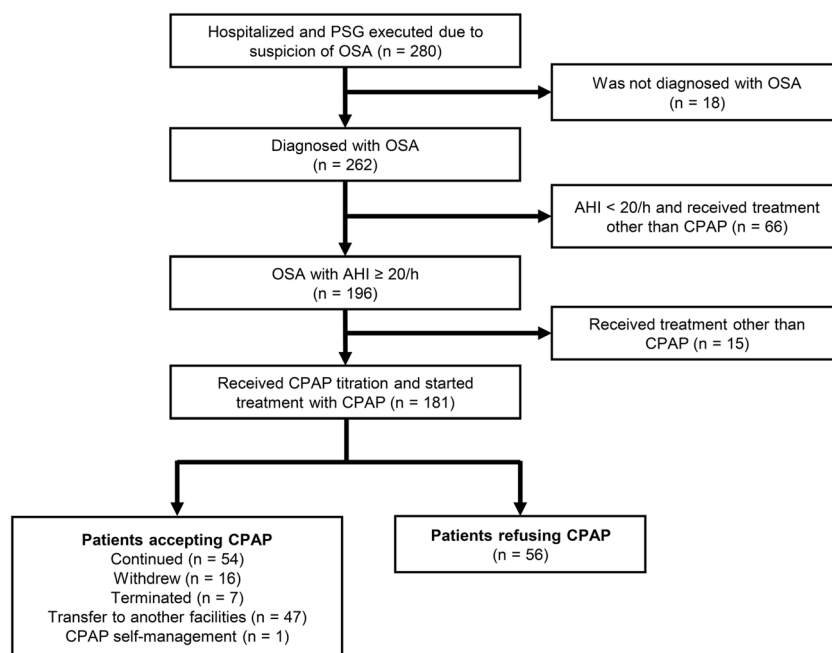 Hospitalized and PSG executed due to
suspicion of OSA (n = 280)
Was not diagnosed with OSA
(n = 18)
Diagnosed with OSA
(n = 262)
AHI < 20/h and received treatment
other than CPAP (n = 66)
OSA with AHI ≥ 20/h
(n = 196)
Received treatment other than
CPAP (n = 15)
Received CPAP titration and started
treatment with CPAP (n = 181)
Patients accepting CPAP
Continued (n = 54)
Withdrew (n = 16)
Terminated (n = 7)
Transfer to another facilities (n = 47)
CPAP self-management (n = 1)
Patients refusing CPAP
(n = 56)